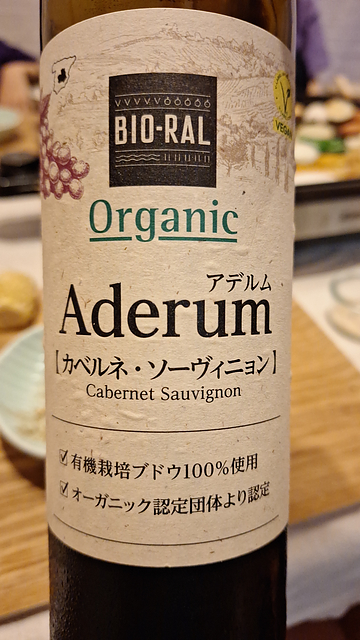 BIO-RAL
VEGAN
Organic
アデルム
Aderum
【カベルネ・ソーヴィニョン】
Cabernet Sauvignon
☑ 有機栽培ブドウ100%使用
☑ オーガニック認定団体より認定